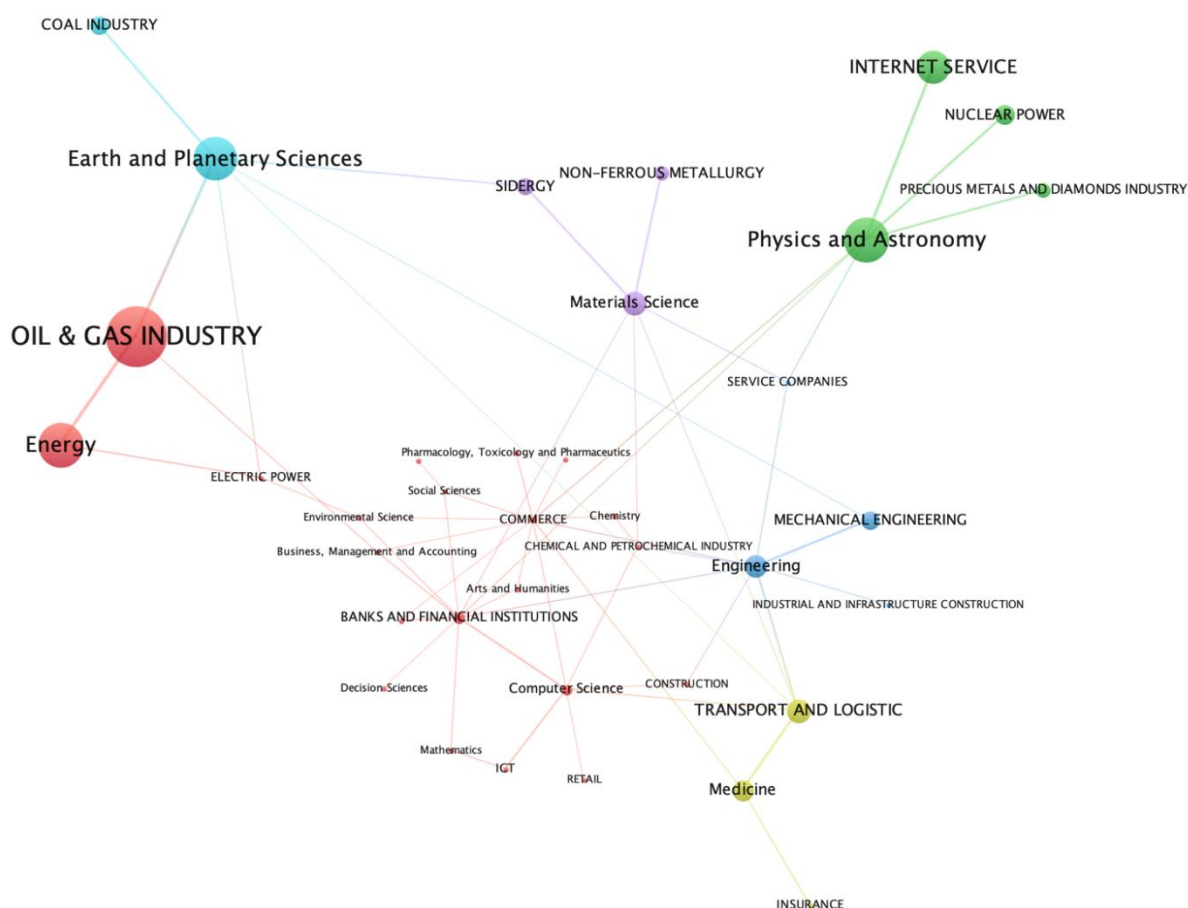 COAL INDUSTRY
INTERNET SERVICE
NUCLEAR POWER
Earth and Planetary Sciences
NON-FERROUS METALLURGY
SIDERGY
PRECIOUS METALS AND DIAMONDS INDUSTRY
Physics and Astronomy
Materials Science
OIL & GAS INDUSTRY
SERVICE COMPANIES
Energy
Pharmacology, Toxicology and Pharmaceutics
ELECTRIC POWER
Social Sciences
Environmental Science
COMMERCE
Chemistry
MECHANICAL ENGINEERING
Business, Management and Accounting
CHEMICAL AND PETROCHEMICAL INDUSTRY
Engineering
Arts and Humanities
INDUSTRIAL AND INFRASTRUCTURE CONSTRUCTION
BANKS AND FINANCIAL INSTITUTIONS
Decision Sciences
Computer Science
CONSTRUCTION
TRANSPORT AND LOGISTIC
Mathematics
ICT
RETAIL
Medicine
INSURANCE